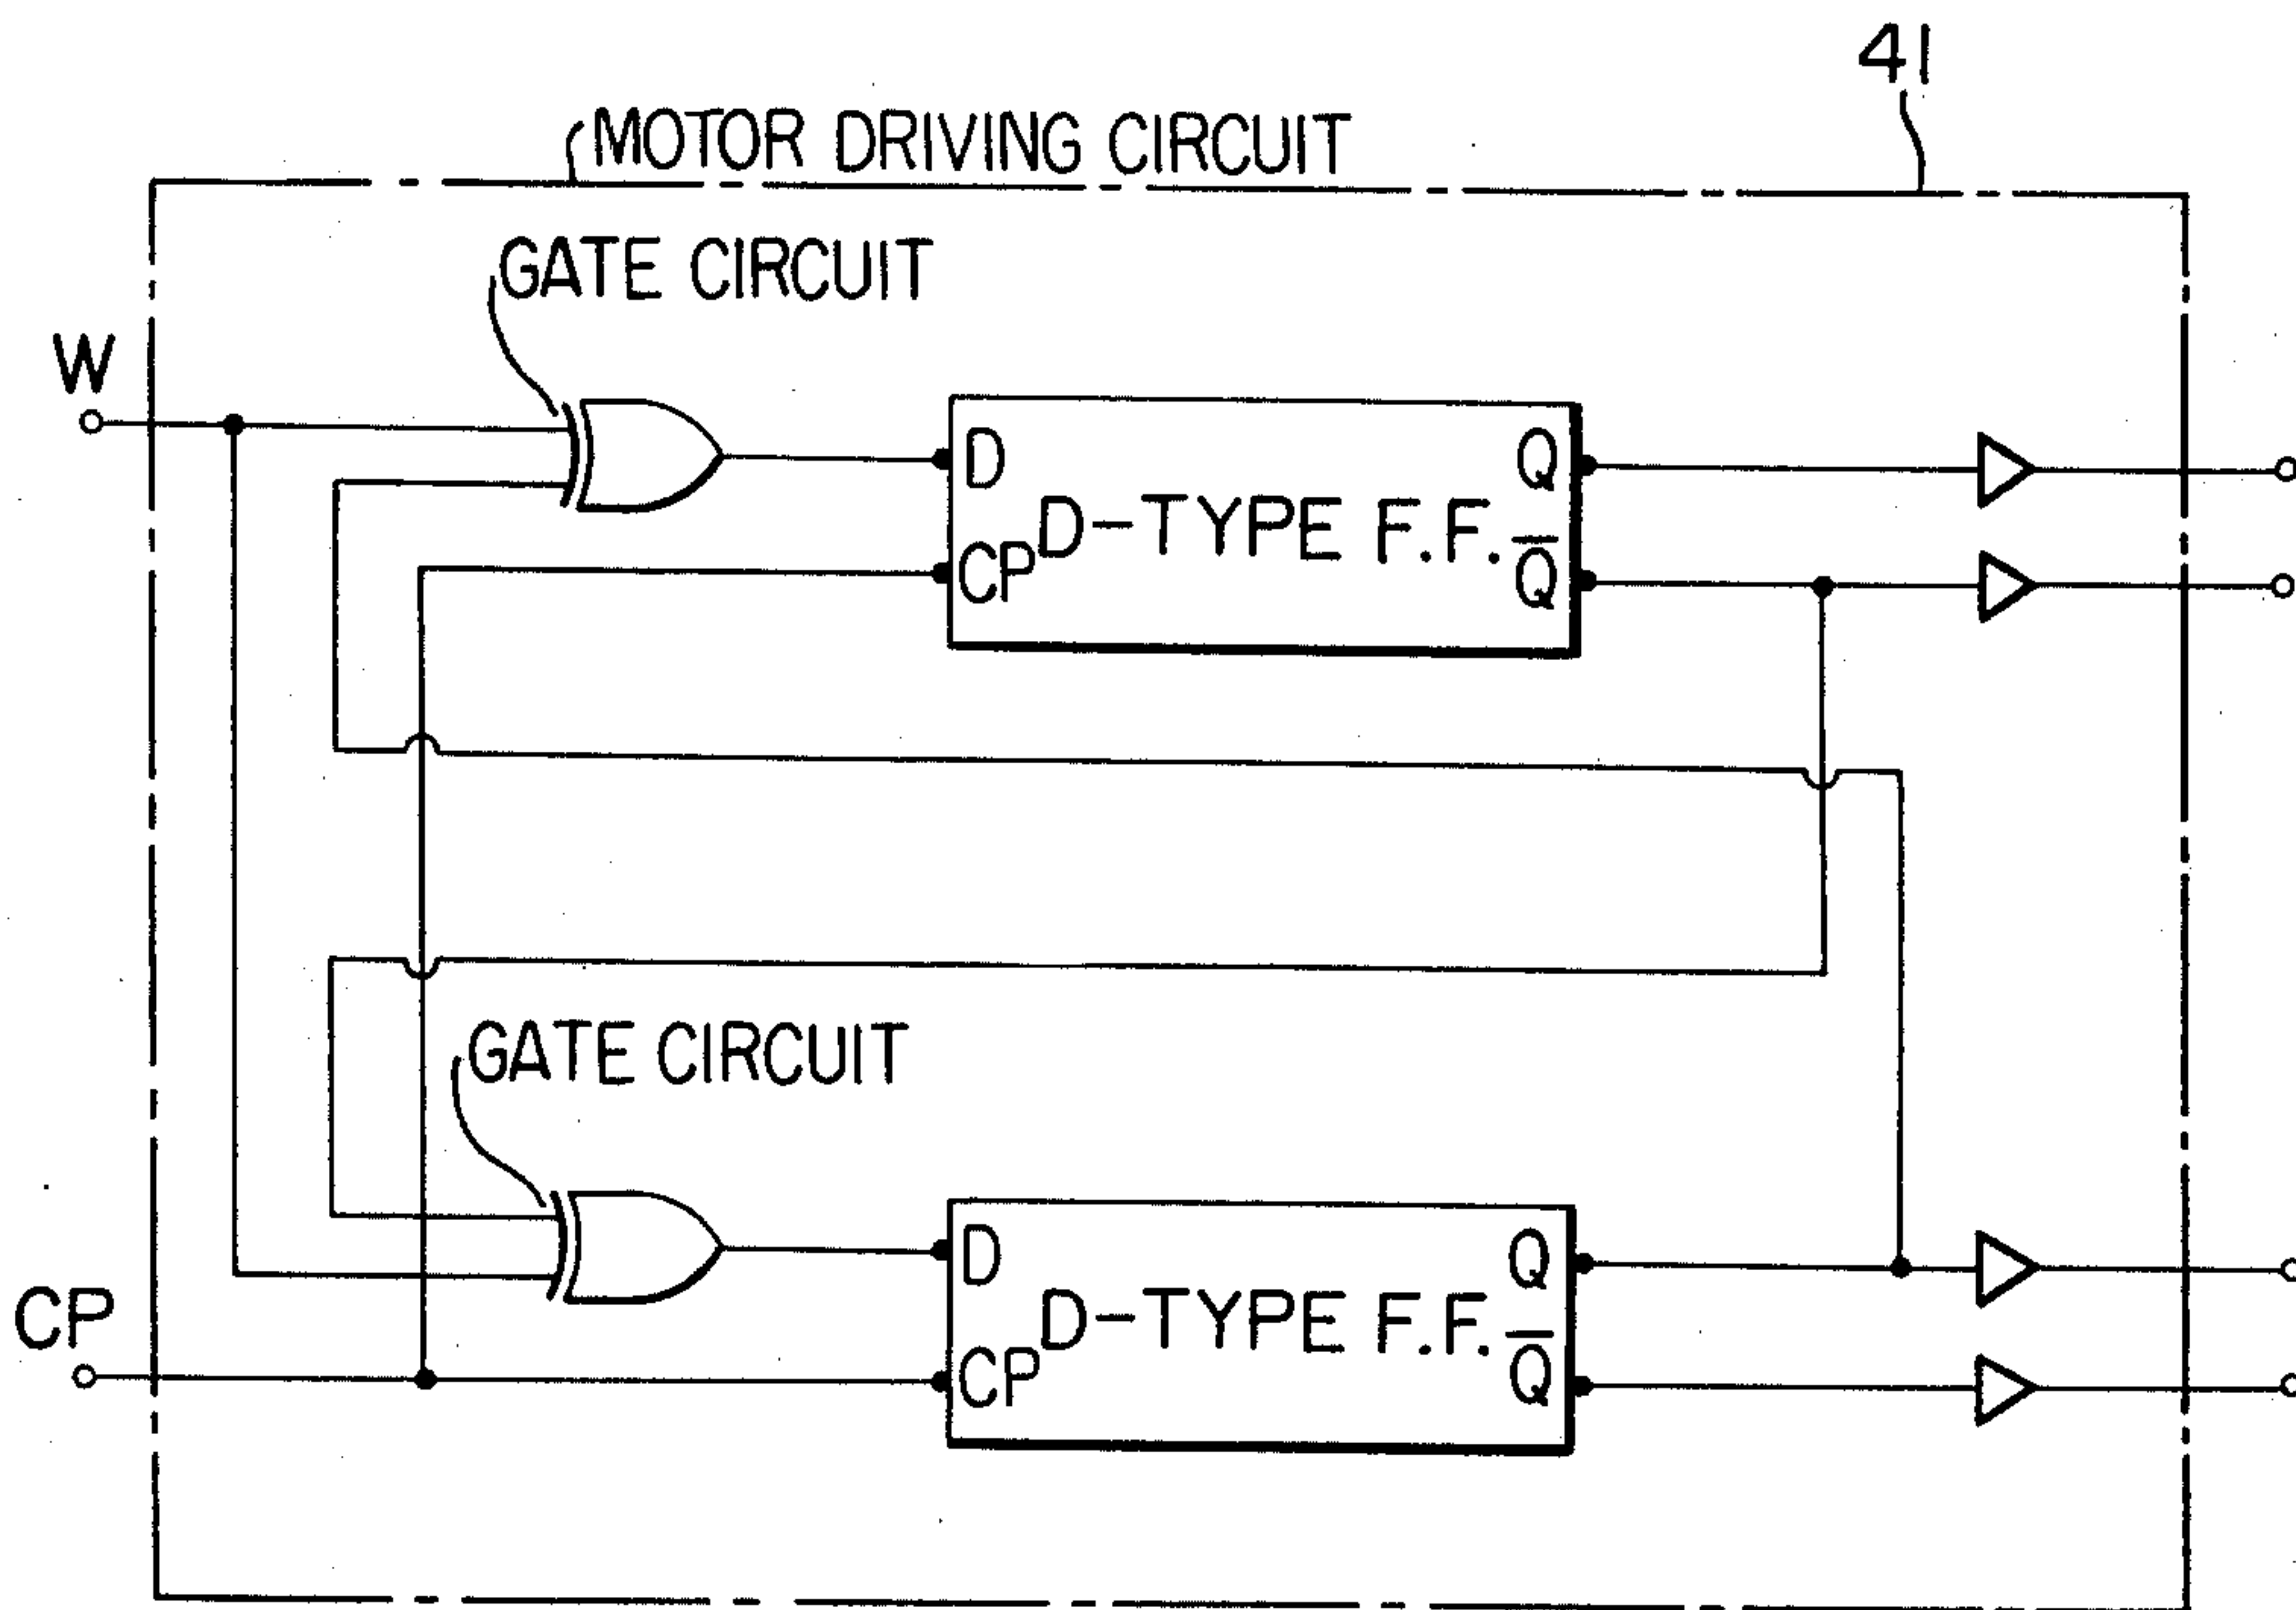 41
MOTOR DRIVING CIRCUIT
GATE CIRCUIT
W
D
Q
D-TYPE F.F.
CP
Q̅
GATE CIRCUIT
D
Q
D-TYPE F.F.
CP
CP
Q̅